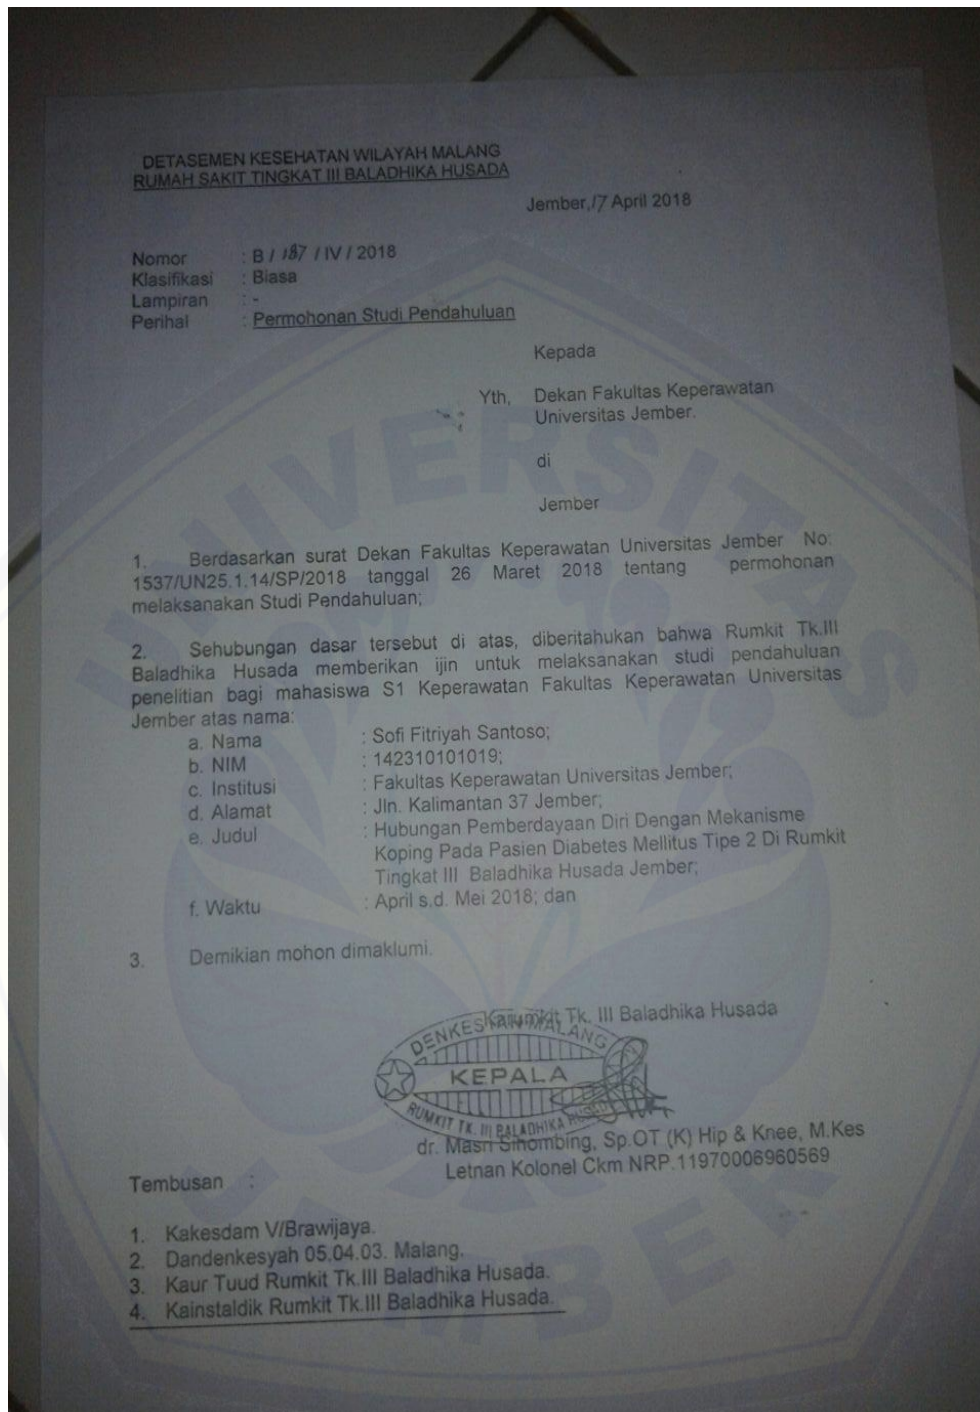 DETASEMEN KESEHATAN WILAYAH MALANG
RUMAH SAKIT TINGKAT III BALADHIKA HUSADA
Jember, 17 April 2018
Nomor : B / 187 / IV / 2018
Klasifikasi : Biasa
Lampiran : -
Perihal : Permohonan Studi Pendahuluan
Kepada
Yth, Dekan Fakultas Keperawatan
Universitas Jember.
di
Jember
1. Berdasarkan surat Dekan Fakultas Keperawatan Universitas Jember No:
1537/UN25.1.14/SP/2018 tanggal 26 Maret 2018 tentang permohonan
melaksanakan Studi Pendahuluan;
2. Sehubungan dasar tersebut di atas, diberitahukan bahwa Rumkit Tk.III
Baladhika Husada memberikan ijin untuk melaksanakan studi pendahuluan
penelitian bagi mahasiswa S1 Keperawatan Fakultas Keperawatan Universitas
Jember atas nama:
a. Nama : Sofi Fitriyah Santoso;
b. NIM : 142310101019;
c. Institusi : Fakultas Keperawatan Universitas Jember;
d. Alamat : Jln. Kalimantan 37 Jember;
e. Judul : Hubungan Pemberdayaan Diri Dengan Mekanisme
Koping Pada Pasien Diabetes Mellitus Tipe 2 Di Rumkit
Tingkat III Baladhika Husada Jember;
f. Waktu : April s.d. Mei 2018; dan
3. Demikian mohon dimaklumi.
Karumkit Tk. III Baladhika Husada
DENKESYAH MALANG
KEPALA
RUMKIT TK. III BALADHIKA HUSADA
dr. Masri Sihombing, Sp.OT (K) Hip & Knee, M.Kes
Letnan Kolonel Ckm NRP.11970006960569
Tembusan :
1. Kakesdam V/Brawijaya.
2. Dandenkesyah 05.04.03. Malang.
3. Kaur Tuud Rumkit Tk.III Baladhika Husada.
4. Kainstaldik Rumkit Tk.III Baladhika Husada.
UNIVERSITAS
JEMBER